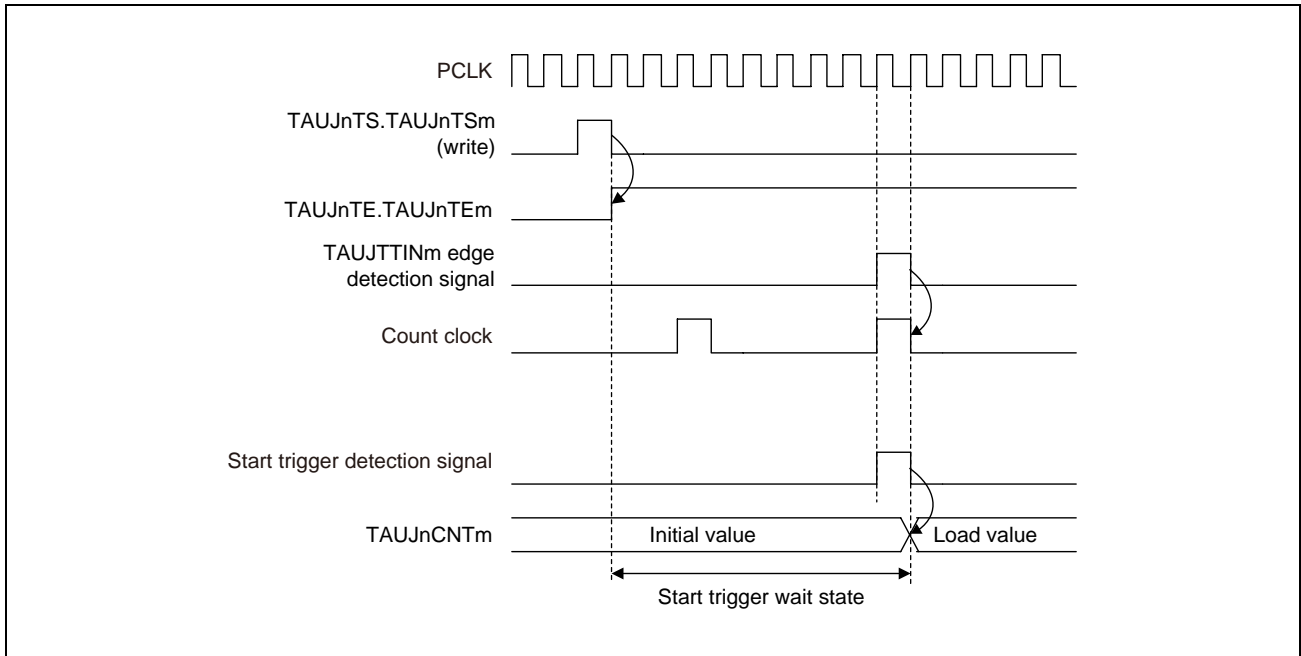 PCLK
TAUJnTS.TAUJnTSm
(write)
TAUJnTE.TAUJnTEm
TAUJTTINm edge
detection signal
Count clock
Start trigger detection signal
TAUJnCNTm
Initial value
Load value
Start trigger wait state